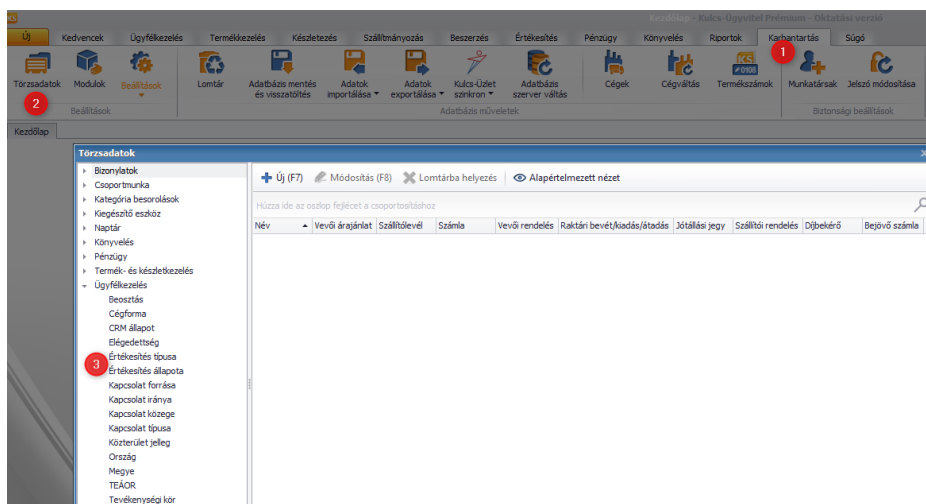 KS
Kezdőlap - Kulcs-Ügyvitel Prémium - Oktatási verzió
Új Kedvencek Ügyfélkezelés Termékkezelés Készletezés Szállítmányozás Beszerzés Értékesítés Pénzügy Könyvelés Riportok Karbantartás Súgó
1
KS
#0108
Törzsadatok Modulok Beállítások Lomtár Adatbázis mentés és visszatöltés Adatok importálása Adatok exportálása Kulcs-Üzlet szinkron Adatbázis szerver váltás Cégek Cégváltás Termékszámok Munkatársak Jelszó módosítása
2
Beállítások Adatbázis műveletek Biztonsági beállítások
Kezdőlap
Törzsadatok x
Bizonylatok
Csoportmunka
Kategória besorolások
Kiegészítő eszköz
Naptár
Könyvelés
Pénzügy
Termék- és készletkezelés
Ügyfélkezelés
Beosztás
Cégforma
CRM állapot
Elégedettség
Értékesítés típusa
3
Értékesítés állapota
Kapcsolat forrása
Kapcsolat iránya
Kapcsolat közege
Kapcsolat típusa
Közterület jelleg
Ország
Megye
TEÁOR
Tevékenységi kör
Új (F7) Módosítás (F8) Lomtárba helyezés Alapértelmezett nézet
Húzza ide az oszlop fejlécet a csoportosításhoz
Név Vevői árajánlat Szállítólevél Számla Vevői rendelés Raktári bevét/kiadás/átadás Jótállási jegy Szállítói rendelés Díjbekérő Bejövő számla